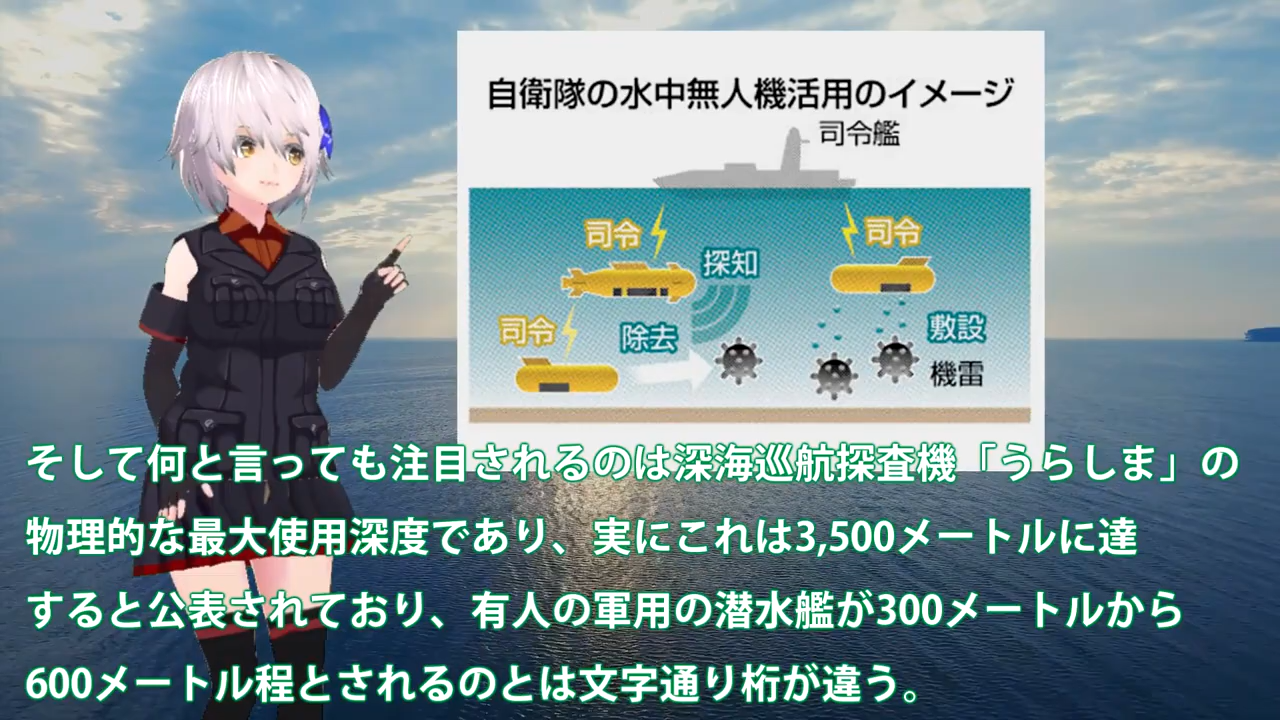 自衛隊の水中無人機活用のイメージ
司令艦
司令
司令
探知
司令
除去
敷設
機雷
そして何と言っても注目されるのは深海巡航探査機「うらしま」の
物理的な最大使用深度であり、実にこれは3,500メートルに達
すると公表されており、有人の軍用の潜水艦が300メートルから
600メートル程とされるのとは文字通り桁が違う。